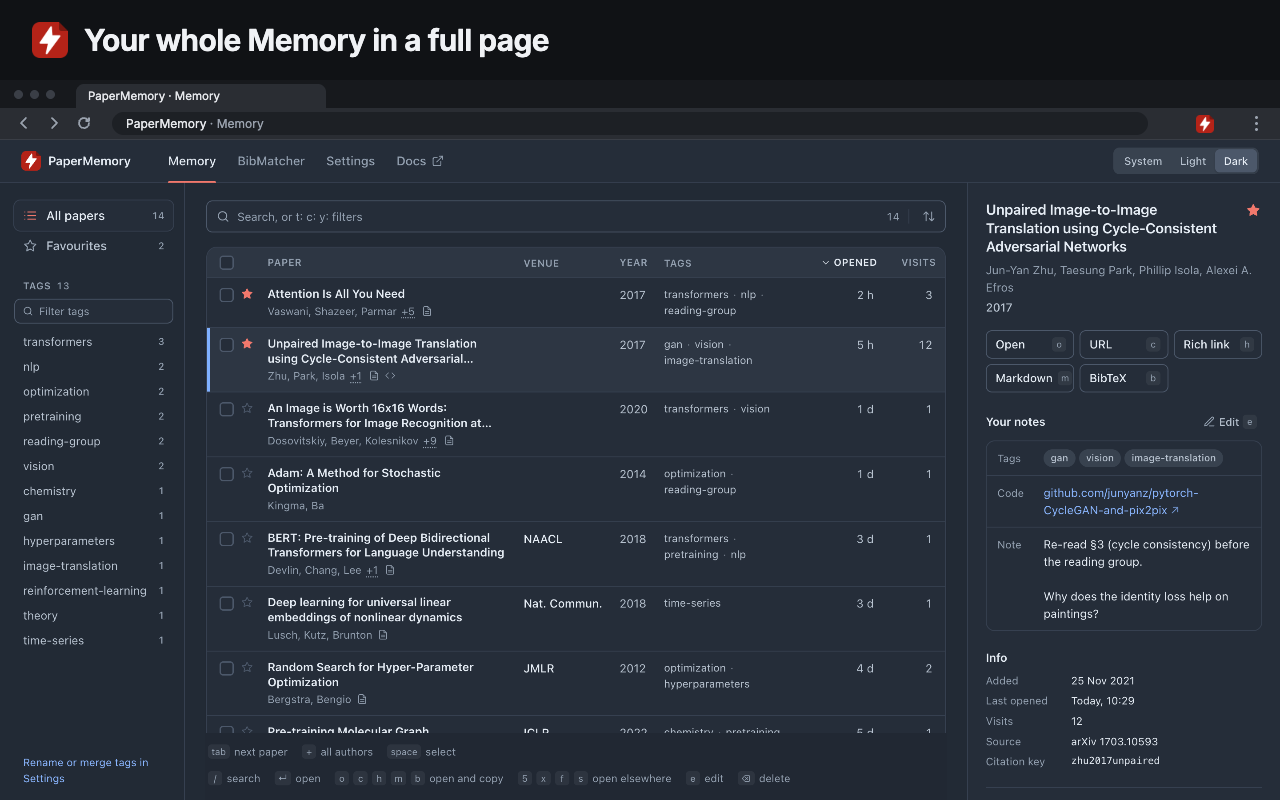 Your whole Memory in a full page
PaperMemory · Memory
PaperMemory · Memory
PaperMemory
Memory
BibMatcher
Settings
Docs
System
Light
Dark
All papers 14
Favourites 2
TAGS 13
Filter tags
transformers 3
nlp 2
optimization 2
pretraining 2
reading-group 2
vision 2
chemistry 1
gan 1
hyperparameters 1
image-translation 1
reinforcement-learning 1
theory 1
time-series 1
Rename or merge tags in
Settings
Search, or t: c: y: filters 14
PAPER VENUE YEAR TAGS OPENED VISITS
Attention Is All You Need 2017 transformers · nlp · 2 h 3
Vaswani, Shazeer, Parmar +5 reading-group
Unpaired Image-to-Image Translation 2017 gan · vision · 5 h 12
using Cycle-Consistent Adversarial... image-translation
Zhu, Park, Isola +1
An Image is Worth 16x16 Words: 2020 transformers · vision 1 d 1
Transformers for Image Recognition at...
Dosovitskiy, Beyer, Kolesnikov +9
Adam: A Method for Stochastic 2014 optimization · 1 d 1
Optimization reading-group
Kingma, Ba
BERT: Pre-training of Deep Bidirectional NAACL 2018 transformers · 3 d 1
Transformers for Language Understanding pretraining · nlp
Devlin, Chang, Lee +1
Deep learning for universal linear Nat. Commun. 2018 time-series 3 d 1
embeddings of nonlinear dynamics
Lusch, Kutz, Brunton
Random Search for Hyper-Parameter JMLR 2012 optimization · 4 d 2
Optimization hyperparameters
Bergstra, Bengio
Pre-training Molecular Graph ICLR 2022 chemistry · pretraining 5 d 1
tab next paper + all authors space select
/ search ↵ open o c h m b open and copy 5 x f s open elsewhere e edit ⌫ delete
Unpaired Image-to-Image
Translation using Cycle-Consistent
Adversarial Networks
Jun-Yan Zhu, Taesung Park, Phillip Isola, Alexei A.
Efros
2017
Open o URL c Rich link h
Markdown m BibTeX b
Your notes Edit e
Tags gan vision image-translation
Code github.com/junyanz/pytorch-
CycleGAN-and-pix2pix ↗
Note Re-read §3 (cycle consistency) before
the reading group.
Why does the identity loss help on
paintings?
Info
Added 25 Nov 2021
Last opened Today, 10:29
Visits 12
Source arXiv 1703.10593
Citation key zhu2017unpaired